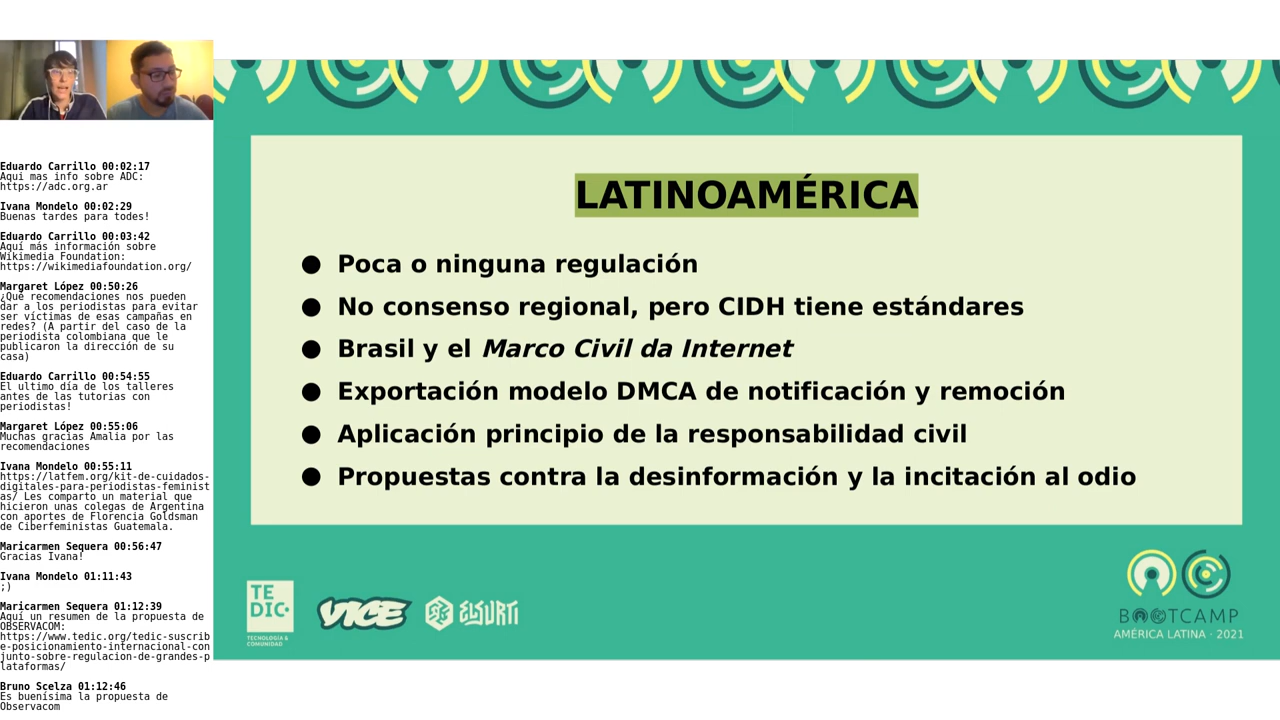 Eduardo Carrillo 00:02:17
Aqui mas info sobre ADC:
https://adc.org.ar
Ivana Mondelo 00:02:29
Buenas tardes para todes!
Eduardo Carrillo 00:03:42
Aquí más información sobre
Wikimedia Foundation:
https://wikimediafoundation.org/
Margaret López 00:50:26
¿Qué recomendaciones nos pueden
dar a los periodistas para evitar
ser víctimas de esas campañas en
redes? (A partir del caso de la
periodista colombiana que le
publicaron la dirección de su
casa)
Eduardo Carrillo 00:54:55
El ultimo día de los talleres
antes de las tutorias con
periodistas!
Margaret López 00:55:06
Muchas gracias Amalia por las
recomendaciones
Ivana Mondelo 00:55:11
https://latfem.org/kit-de-cuidados-
digitales-para-periodistas-feminist
as/ Les comparto un material que
hicieron unas colegas de Argentina
con aportes de Florencia Goldsman
de Ciberfeministas Guatemala.
Maricarmen Sequera 00:56:47
Gracias Ivana!
Ivana Mondelo 01:11:43
;)
Maricarmen Sequera 01:12:39
Aquí un resumen de la propuesta de
OBSERVACOM:
https://www.tedic.org/tedic-suscrib
e-posicionamiento-internacional-con
junto-sobre-regulacion-de-grandes-p
lataformas/
Bruno Scelza 01:12:46
Es buenísima la propuesta de
Observacom
LATINOAMÉRICA
● Poca o ninguna regulación
● No consenso regional, pero CIDH tiene estándares
● Brasil y el Marco Civil da Internet
● Exportación modelo DMCA de notificación y remoción
● Aplicación principio de la responsabilidad civil
● Propuestas contra la desinformación y la incitación al odio
TE
DIC
TECNOLOGÍA &
COMUNIDAD
VICE
ELSURTI
BOOTCAMP
AMÉRICA LATINA · 2021